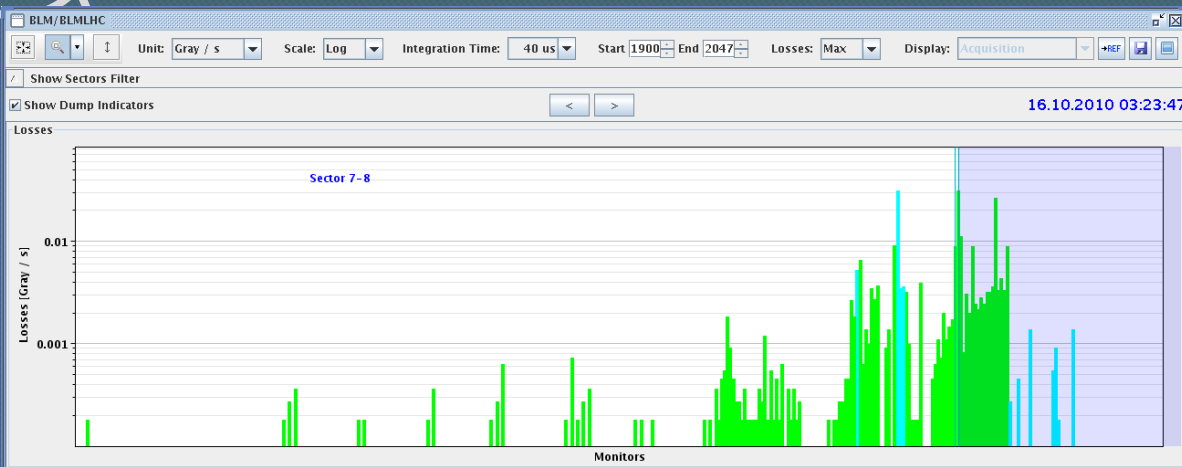 BLM/BLMLHC
Unit: Gray / s Scale: Log Integration Time: 40 us Start 1900 End 2047 Losses: Max Display: Acquisition →REF
Show Sectors Filter
Show Dump Indicators < > 16.10.2010 03:23:47
Losses
Sector 7-8
0.01
0.001
Losses [Gray / s]
Monitors